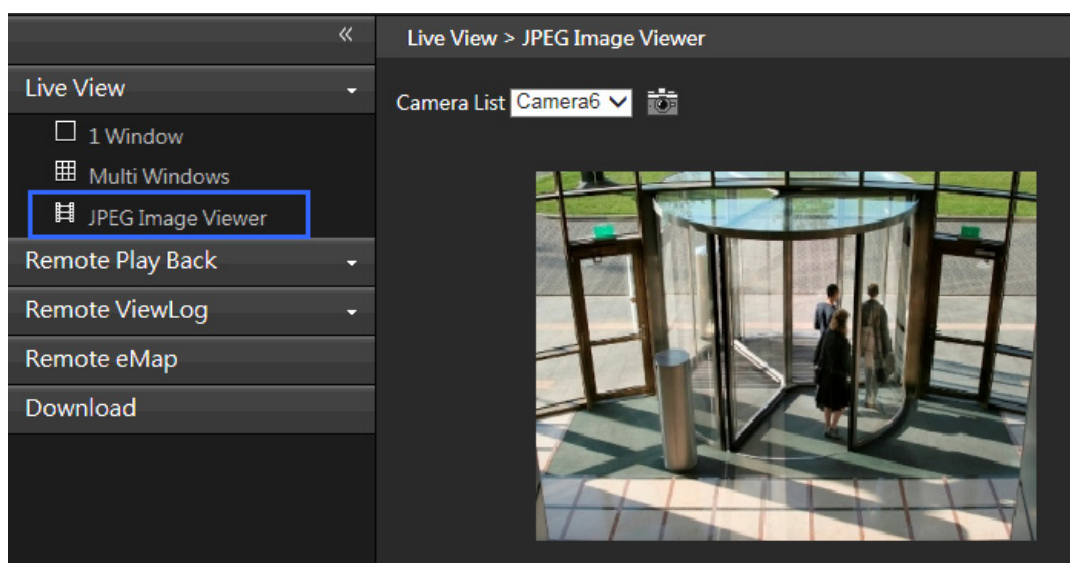 «
Live View > JPEG Image Viewer
Live View
Camera List Camera6
1 Window
Multi Windows
JPEG Image Viewer
Remote Play Back
Remote ViewLog
Remote eMap
Download